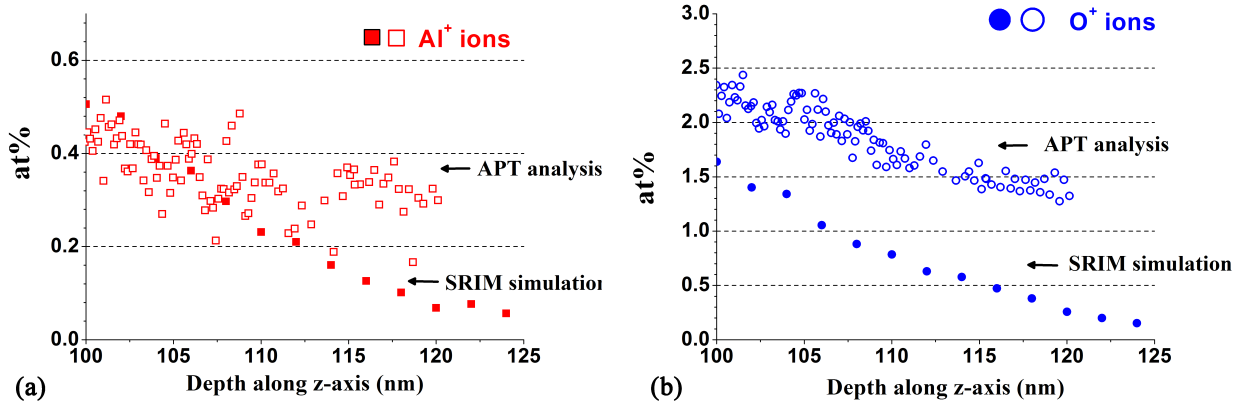 Al+ ions
0.6
0.4
0.2
0.0
at%
APT analysis
SRIM simulation
100 105 110 115 120 125
Depth along z-axis (nm)
(a)
O+ ions
3.0
2.5
2.0
1.5
1.0
0.5
0.0
at%
APT analysis
SRIM simulation
100 105 110 115 120 125
Depth along z-axis (nm)
(b)